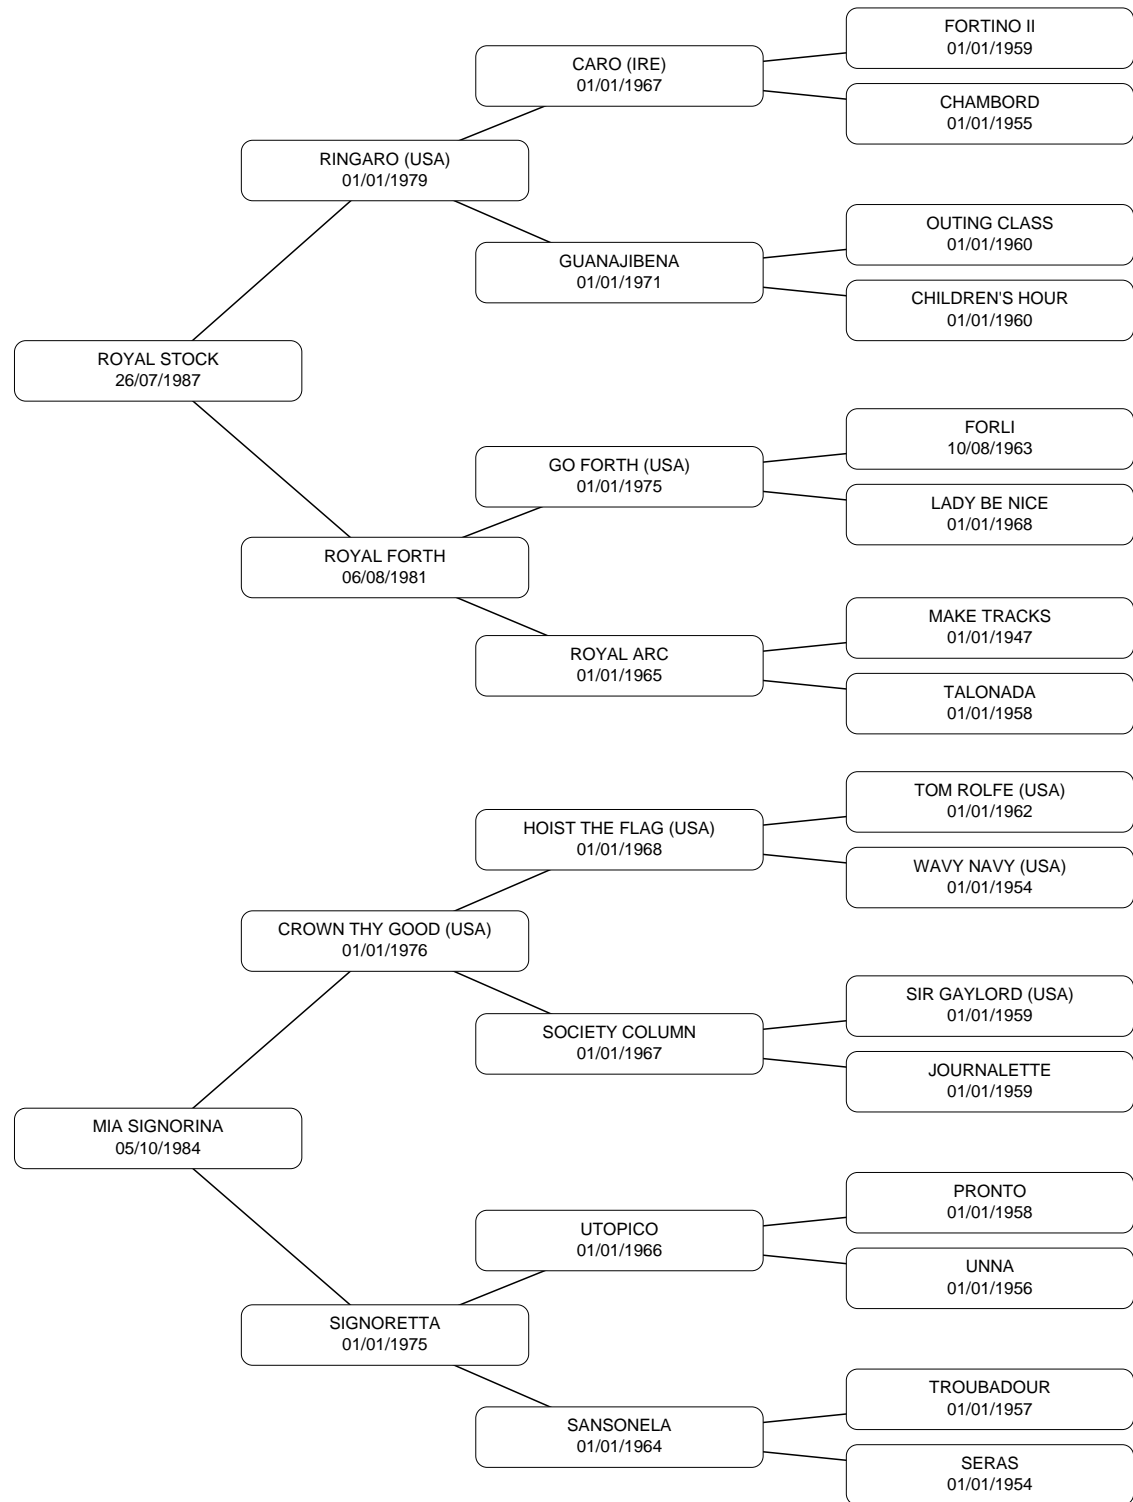 FORTINO II
01/01/1959
CARO (IRE)
01/01/1967
CHAMBORD
01/01/1955
RINGARO (USA)
01/01/1979
OUTING CLASS
01/01/1960
GUANAJIBENA
01/01/1971
CHILDREN'S HOUR
01/01/1960
ROYAL STOCK
26/07/1987
FORLI
10/08/1963
GO FORTH (USA)
01/01/1975
LADY BE NICE
01/01/1968
ROYAL FORTH
06/08/1981
MAKE TRACKS
01/01/1947
ROYAL ARC
01/01/1965
TALONADA
01/01/1958
TOM ROLFE (USA)
01/01/1962
HOIST THE FLAG (USA)
01/01/1968
WAVY NAVY (USA)
01/01/1954
CROWN THY GOOD (USA)
01/01/1976
SIR GAYLORD (USA)
01/01/1959
SOCIETY COLUMN
01/01/1967
JOURNALETTE
01/01/1959
MIA SIGNORINA
05/10/1984
PRONTO
01/01/1958
UTOPICO
01/01/1966
UNNA
01/01/1956
SIGNORETTA
01/01/1975
TROUBADOUR
01/01/1957
SANSONELA
01/01/1964
SERAS
01/01/1954